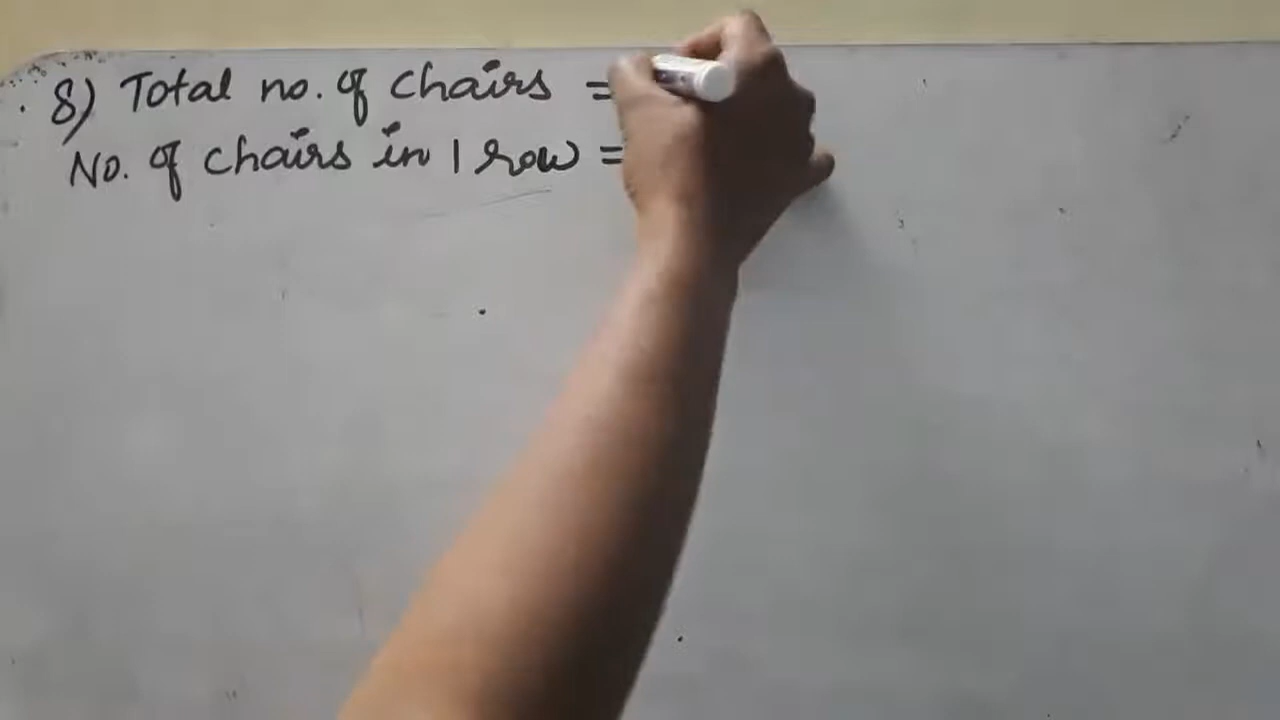 8) Total no. of chairs =
No. of chairs in 1 row =